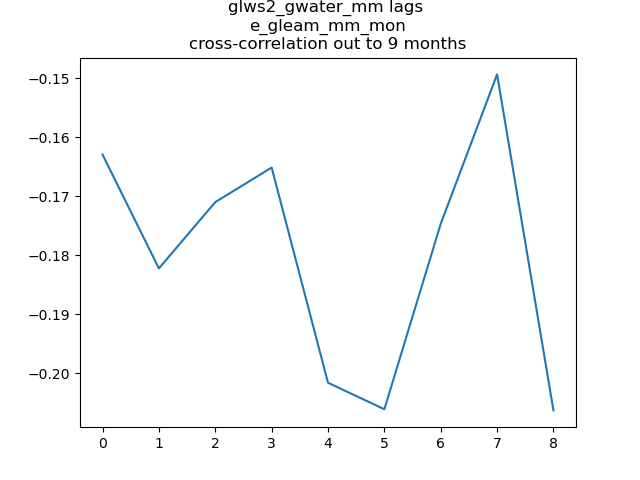 glws2_gwater_mm lags
e_gleam_mm_mon
cross-correlation out to 9 months
−0.15
−0.16
−0.17
−0.18
−0.19
−0.20
0 1 2 3 4 5 6 7 8